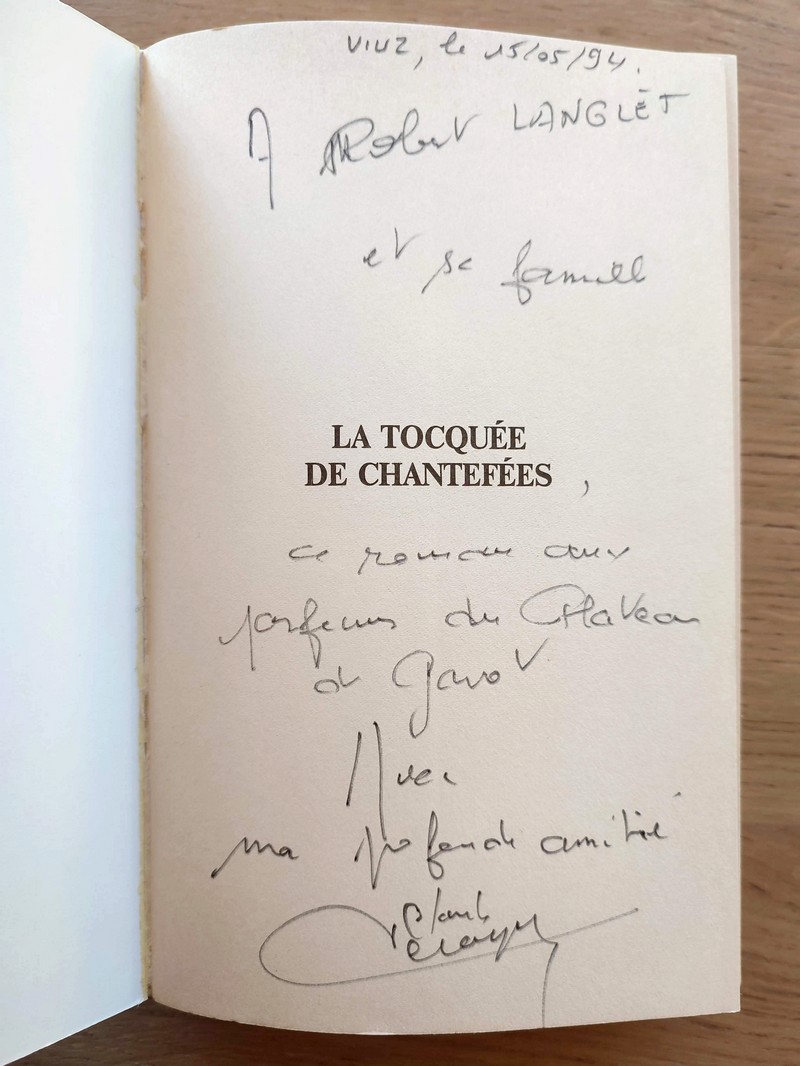 VIUZ, le 15/05/94.
A Robert LANGLET
et sa famille
LA TOCQUÉE
DE CHANTEFÉES ,
ce roman aux
parfums du Plateau
de
Avec
ma profonde amitié
Claude